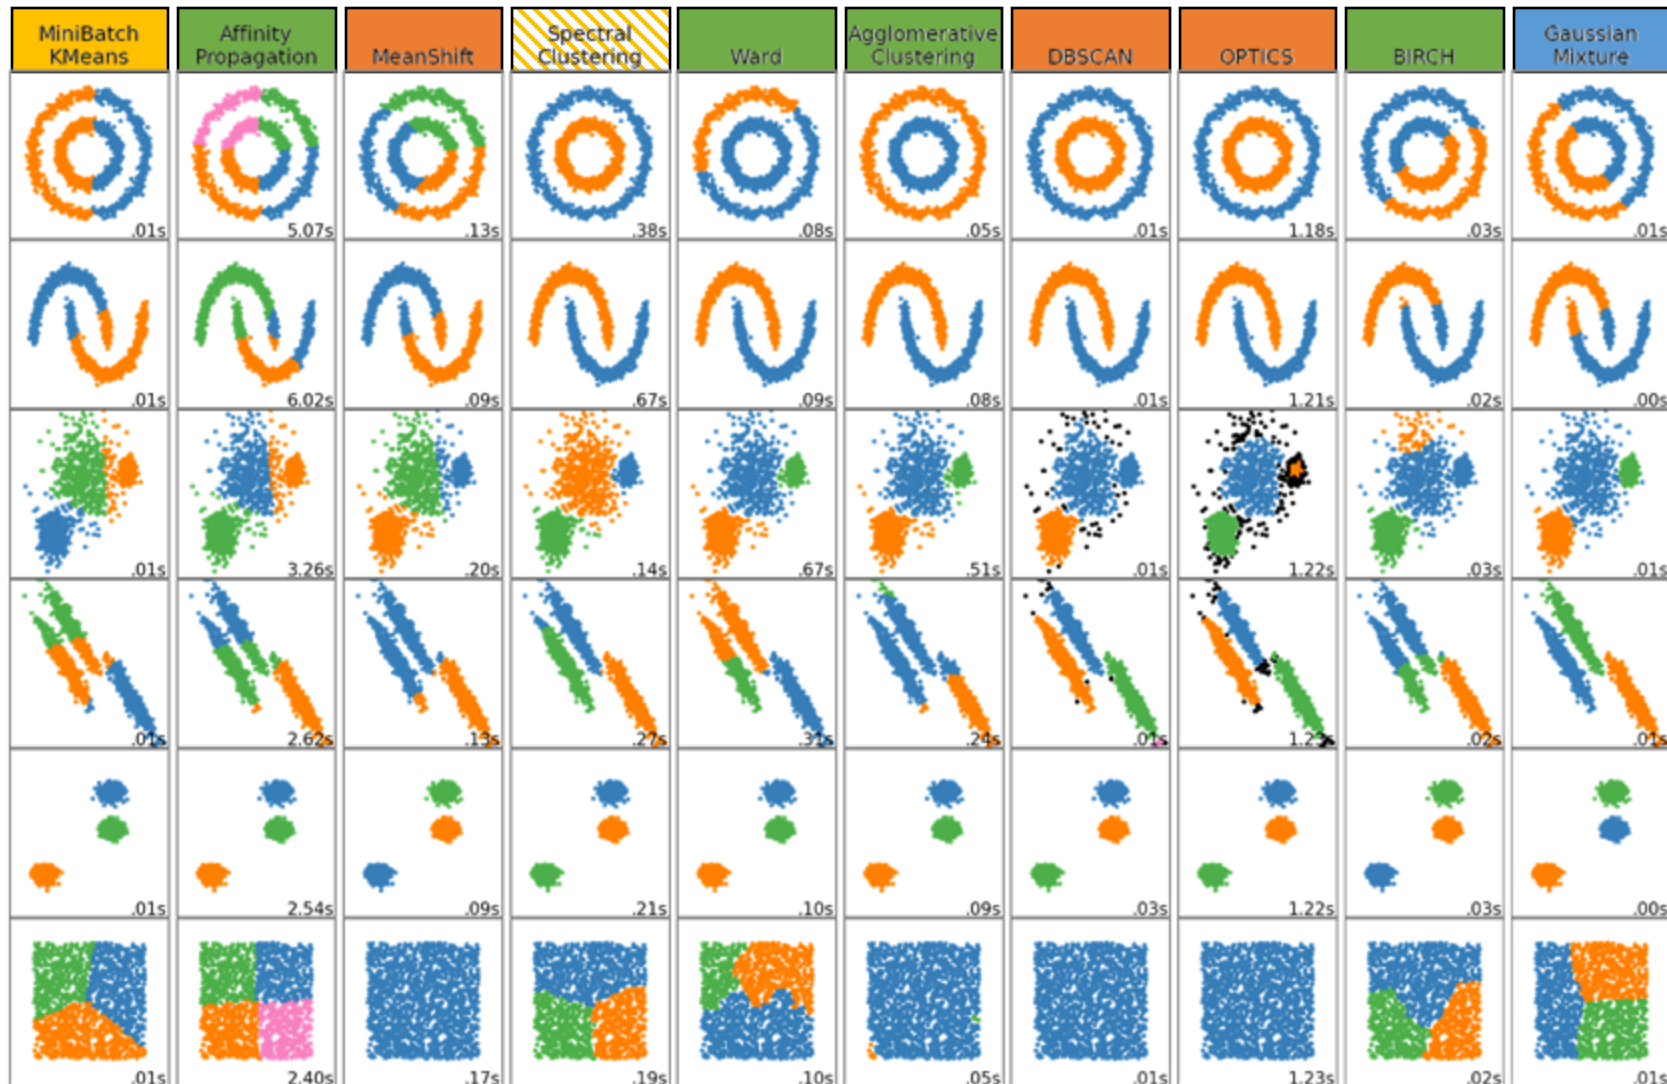 MiniBatch
KMeans
Affinity
Propagation
MeanShift
Spectral
Clustering
Ward
Agglomerative
Clustering
DBSCAN
OPTICS
BIRCH
Gaussian
Mixture
.01s 5.07s .13s .38s .08s .05s .01s 1.18s .03s .01s
.01s 6.02s .09s .67s .09s .08s .01s 1.21s .02s .00s
.01s 3.26s .20s .14s .67s .51s .01s 1.22s .03s .01s
.01s 2.62s .13s .27s .31s .24s .01s 1.23s .02s .01s
.01s 2.54s .09s .21s .10s .09s .03s 1.22s .03s .00s
.01s 2.40s .17s .19s .10s .05s .01s 1.23s .02s .01s